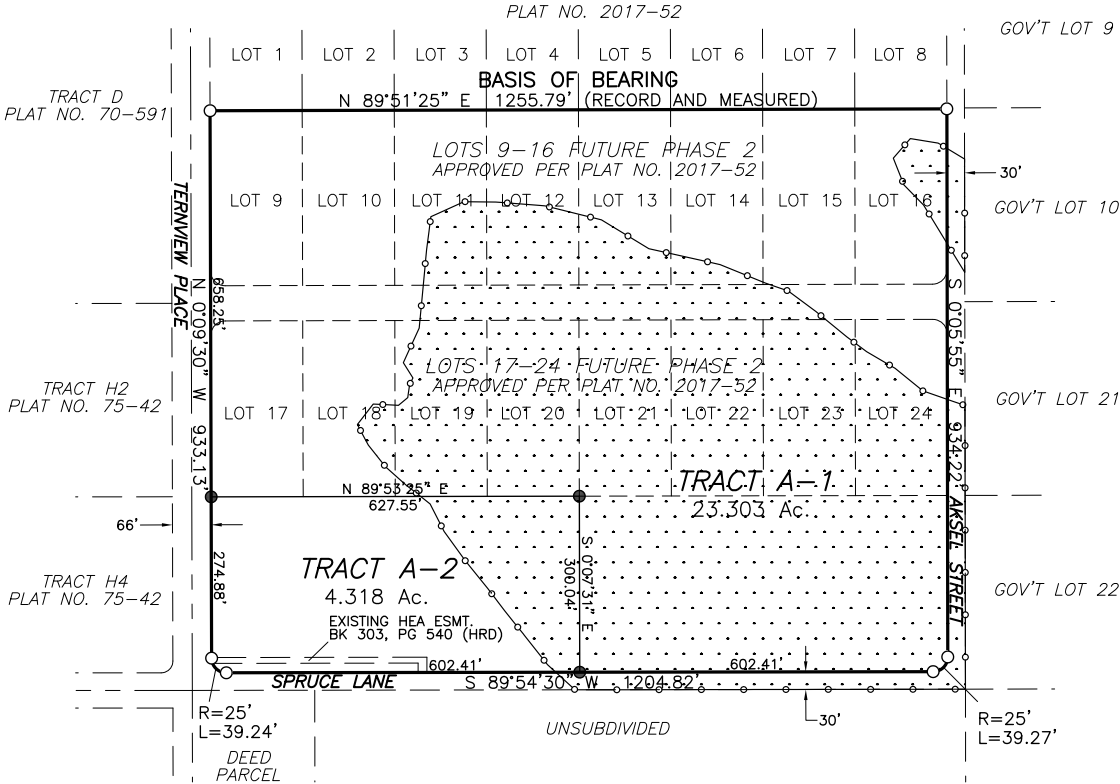 PLAT NO. 2017-52
GOV'T LOT 9
LOT 1
LOT 2
LOT 3
LOT 4
LOT 5
LOT 6
LOT 7
LOT 8
BASIS OF BEARING
N 89°51'25" E 1255.79' (RECORD AND MEASURED)
TRACT D
PLAT NO. 70-591
LOTS 9-16 FUTURE PHASE 2
APPROVED PER PLAT NO. 2017-52
30'
LOT 9
LOT 10
LOT 11
LOT 12
LOT 13
LOT 14
LOT 15
LOT 16
GOV'T LOT 10
TERNVIEW PLACE
N 0°09'30" W 933.13'
658.25'
S 0°05'55" E 934.22'
AKSEL STREET
LOTS 17-24 FUTURE PHASE 2
APPROVED PER PLAT NO. 2017-52
TRACT H2
PLAT NO. 75-42
GOV'T LOT 21
LOT 17
LOT 18
LOT 19
LOT 20
LOT 21
LOT 22
LOT 23
LOT 24
N 89°53'25" E
627.55'
TRACT A-1
23.303 Ac.
66'
274.88'
S 0°07'31" E
300.04'
TRACT A-2
4.318 Ac.
EXISTING HEA ESMT.
BK 303, PG 540 (HRD)
TRACT H4
PLAT NO. 75-42
GOV'T LOT 22
602.41'
602.41'
SPRUCE LANE
S 89°54'30" W 1204.82'
R=25'
L=39.24'
30'
R=25'
L=39.27'
UNSUBDIVIDED
DEED
PARCEL